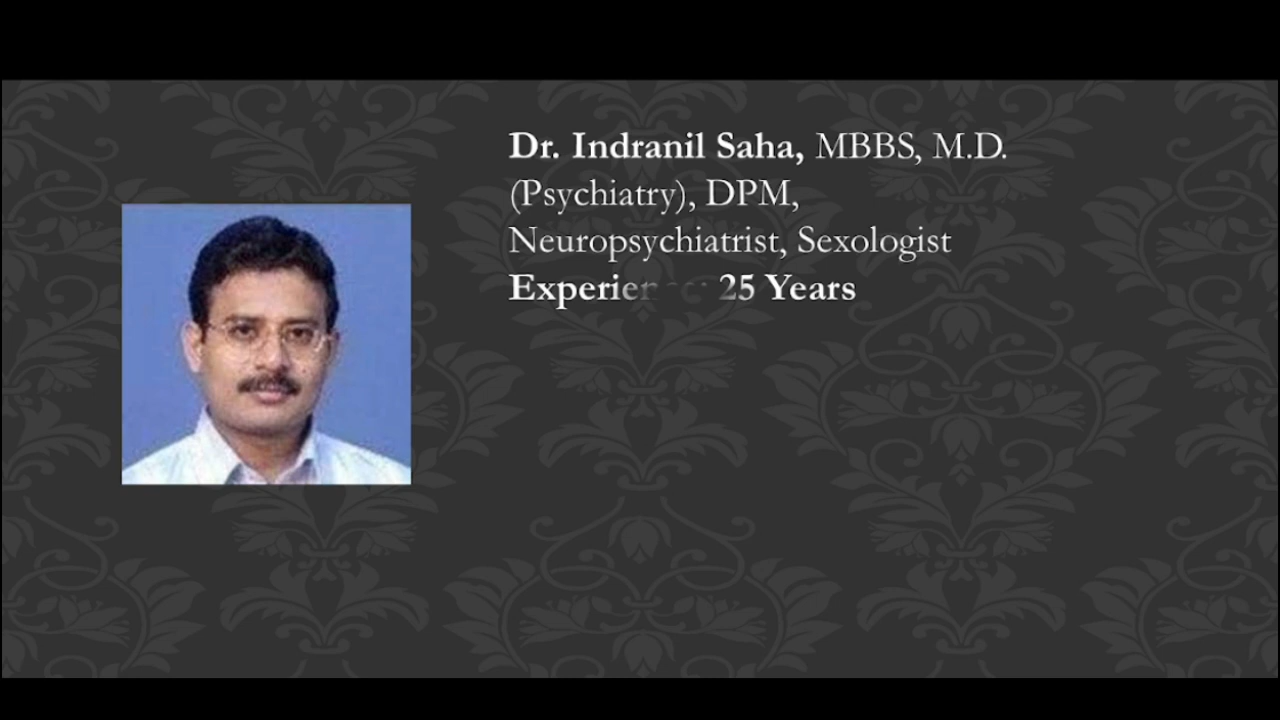 Dr. Indranil Saha, MBBS, M.D.
(Psychiatry), DPM,
Neuropsychiatrist, Sexologist
25 Years